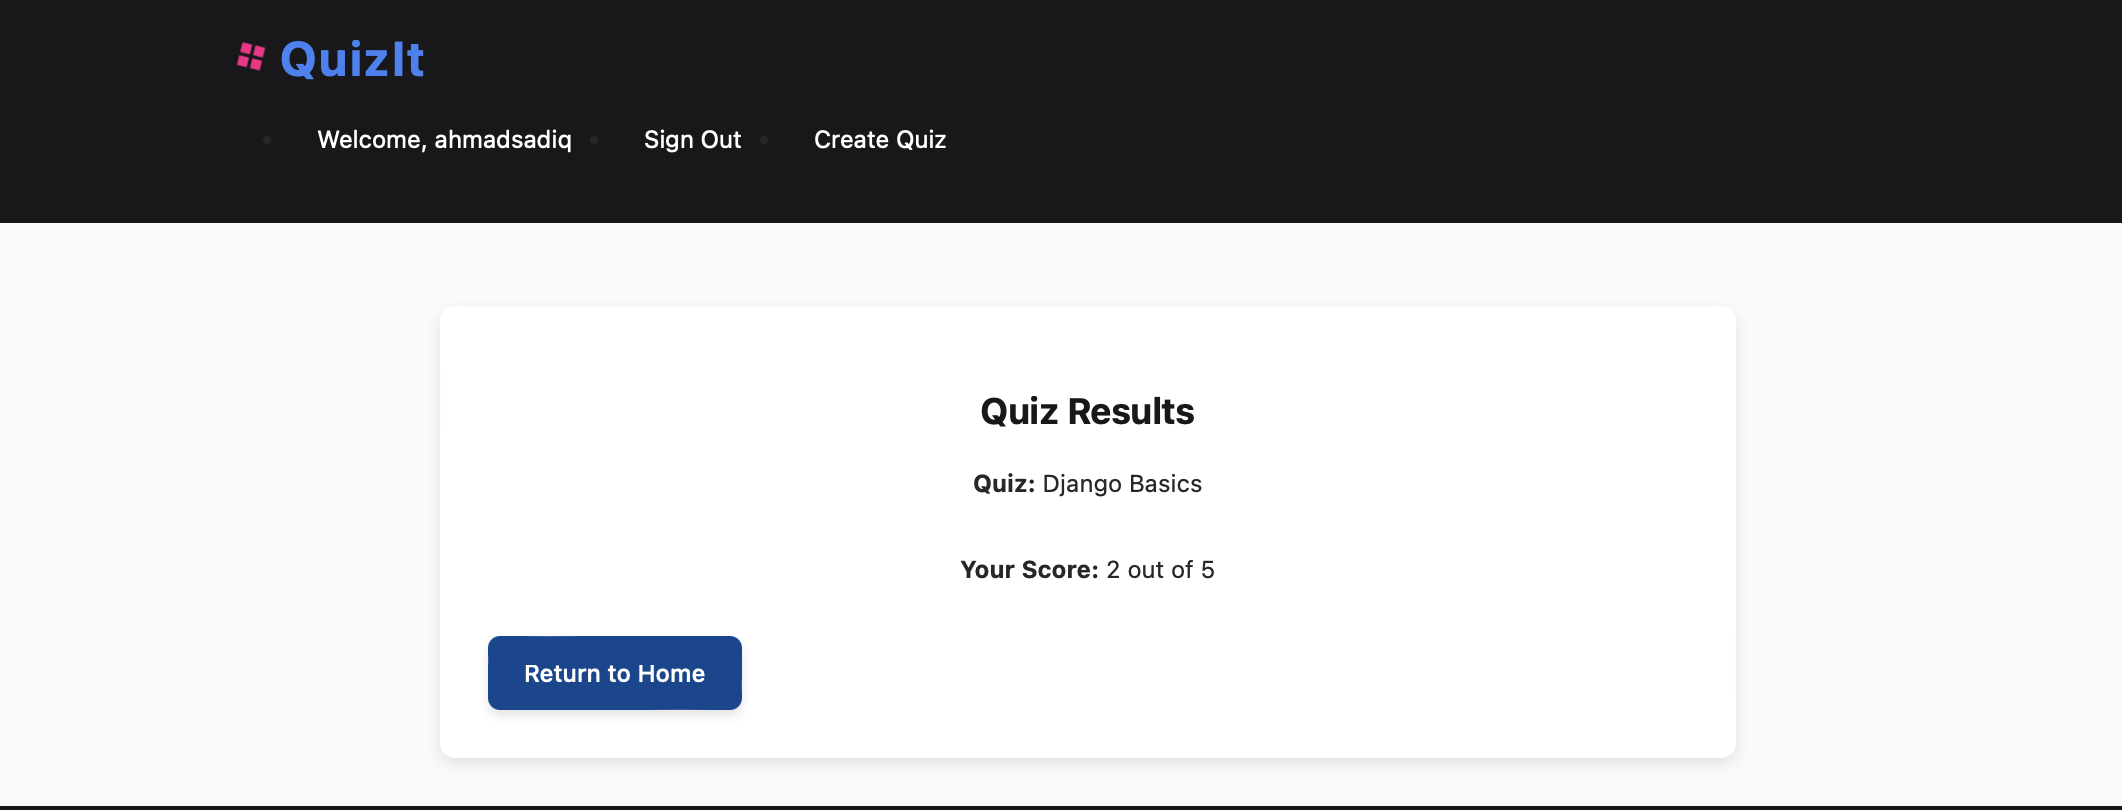 QuizIt
Welcome, ahmadsadiq Sign Out Create Quiz
Quiz Results
Quiz: Django Basics
Your Score: 2 out of 5
Return to Home